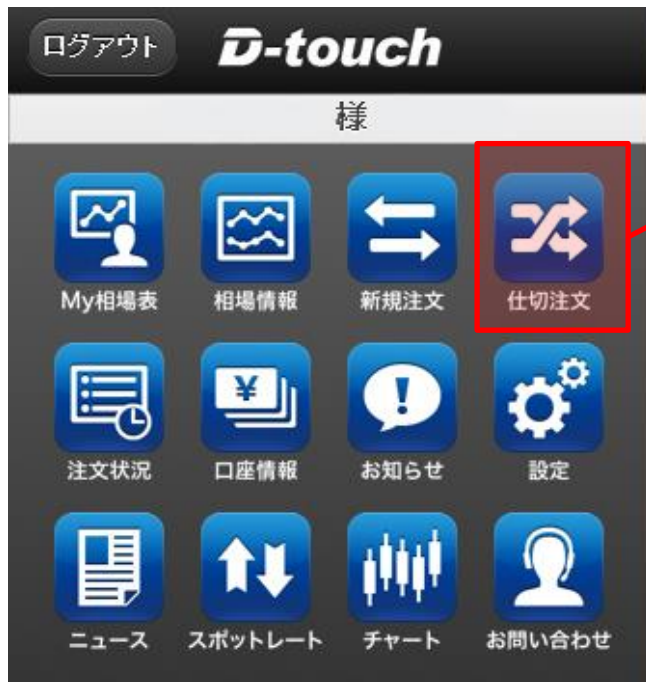 ログアウト D-touch
様
My相場表 相場情報 新規注文 仕切注文
注文状況 口座情報 お知らせ 設定
ニュース スポットレート チャート お問い合わせ